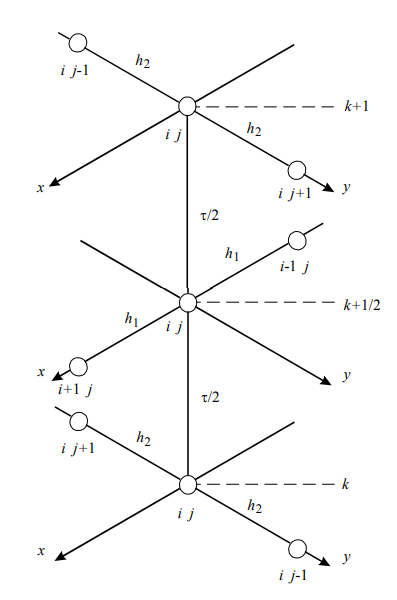 h2
i j-1
k+1
h2
i j
i j+1
x
y
τ/2
h1
i-1 j
k+1/2
h1
i j
x
y
i+1 j
τ/2
h2
i j+1
k
h2
i j
x
y
i j-1